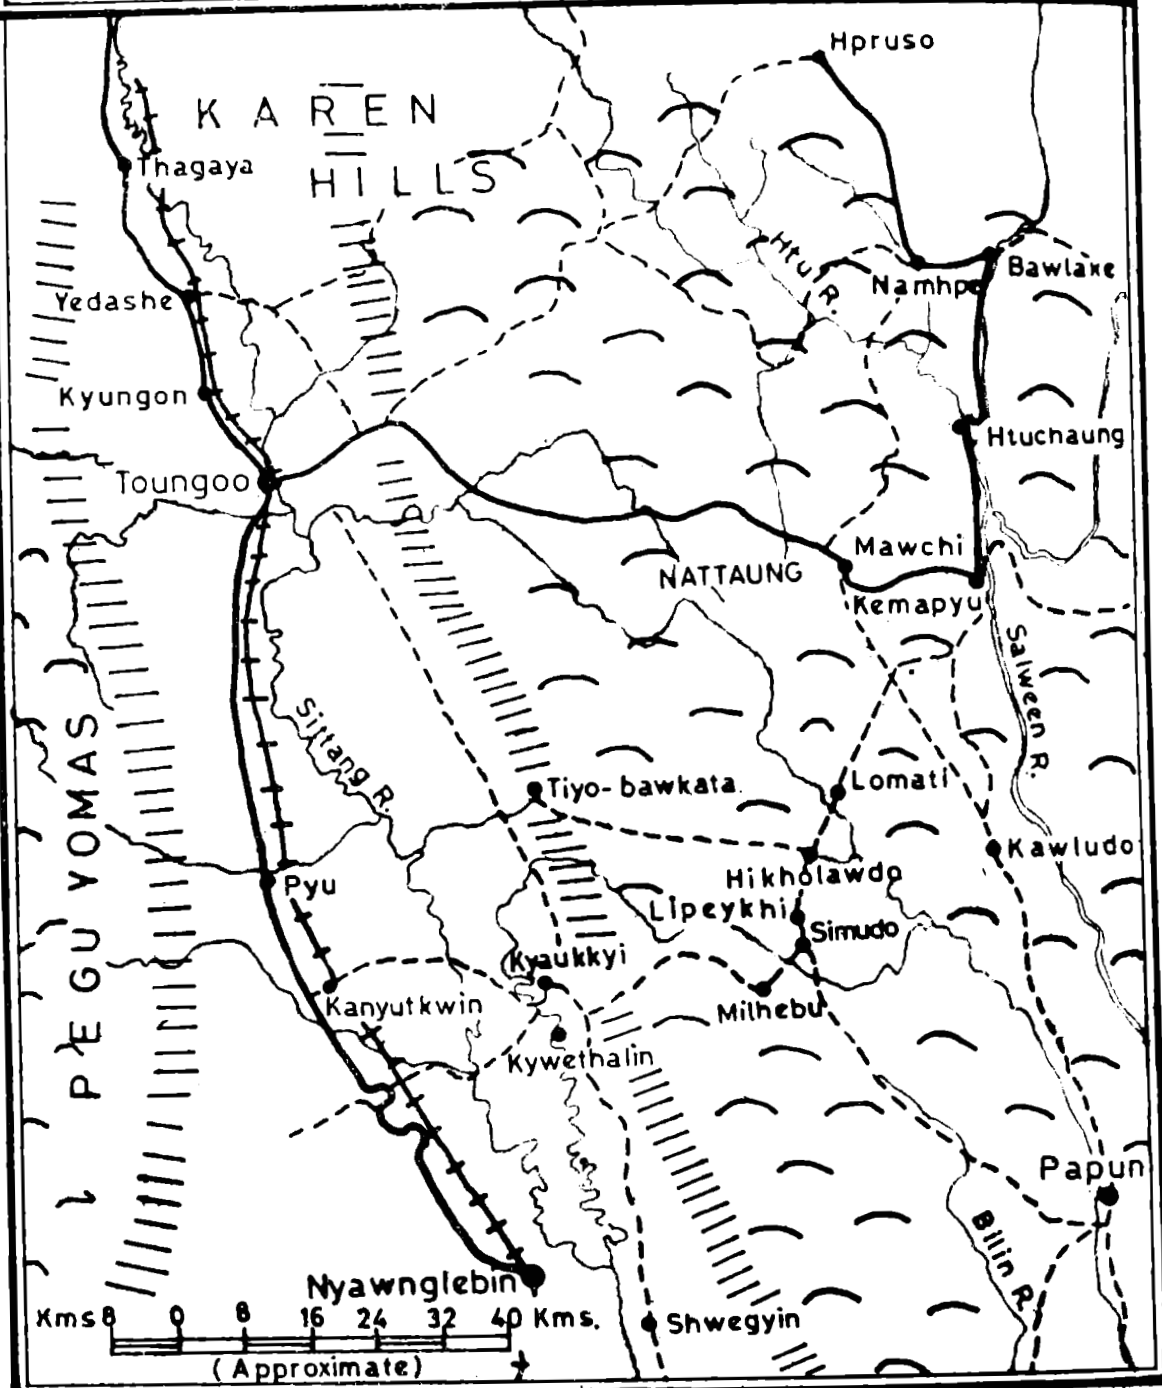 Hpruso
KAREN
HILLS
Thagaya
Htu R.
Bawlake
Namhpe
Yedashe
Kyungon
Htuchaung
Toungoo
Mawchi
NATTAUNG
Kemapyu
Salween R.
Sittang R.
PEGU YOMAS
Tiyo-bawkata
Lomati
Kawludo
Pyu
Hikholawdo
Lipeykhi
Simudo
Kyaukkyi
Kanyutkwin
Milhebu
Kywethalin
Papun
Bilin R.
Nyawnglebin
Kms 8 0 8 16 24 32 40 Kms.
Shwegyin
(Approximate)